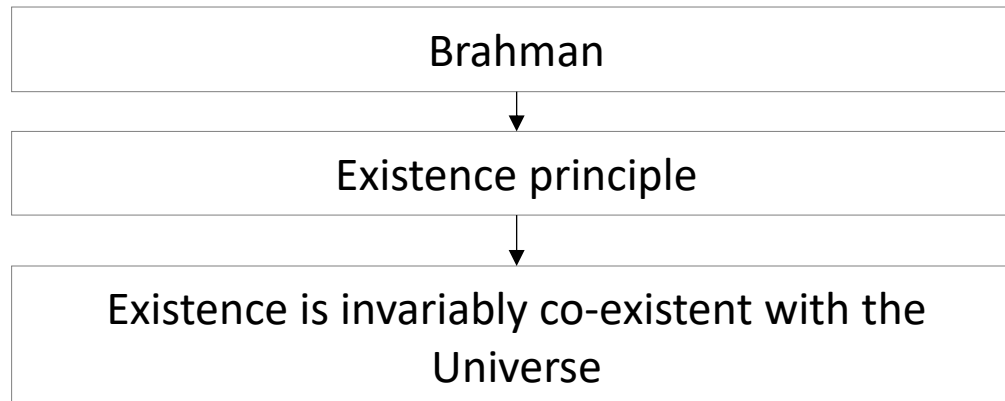 Brahman
Existence principle
Existence is invariably co-existent with the
Universe